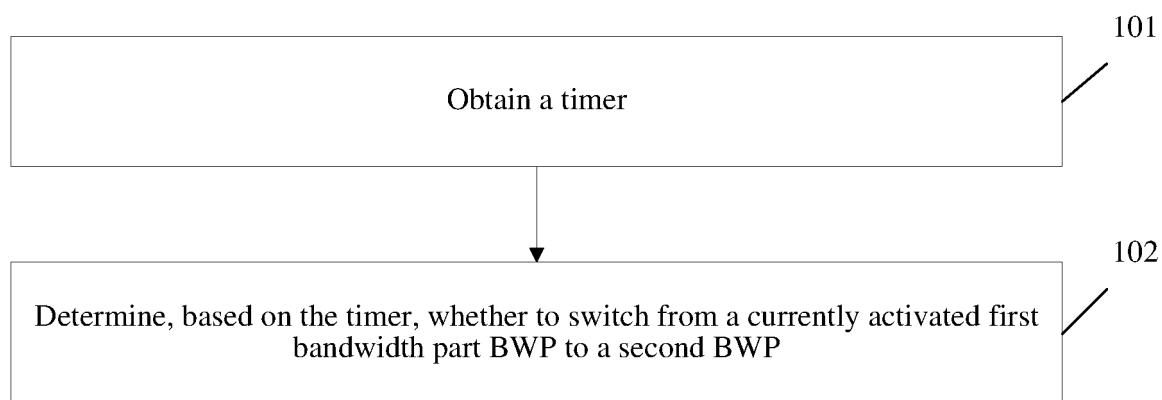 101
Obtain a timer
102
Determine, based on the timer, whether to switch from a currently activated first
bandwidth part BWP to a second BWP